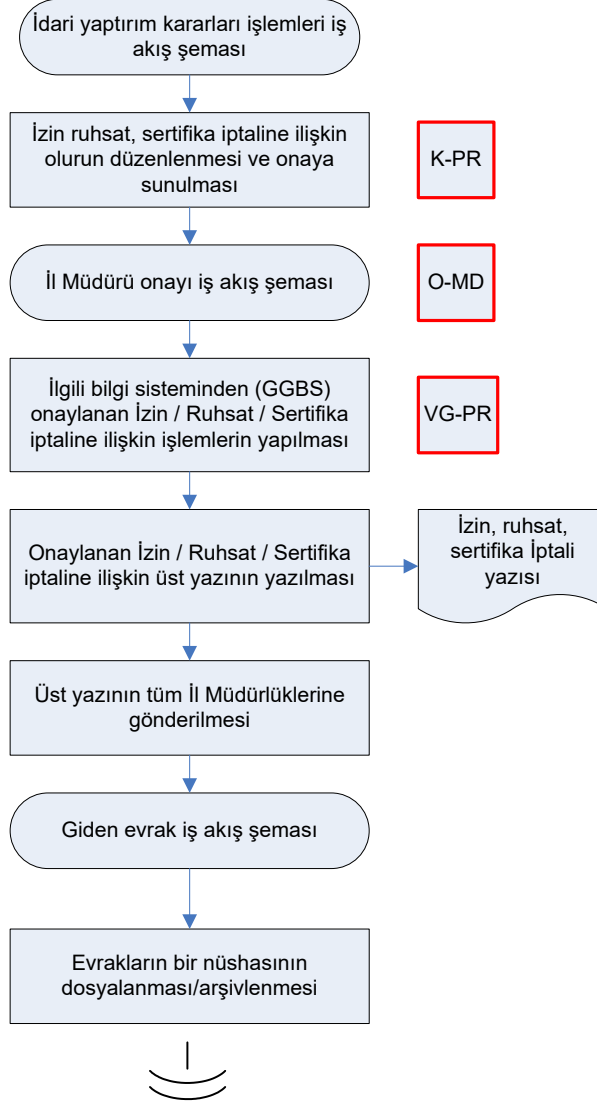 İdari yaptırım kararları işlemleri iş
akış şeması
İzin ruhsat, sertifika iptaline ilişkin
olurun düzenlenmesi ve onaya
sunulması
K-PR
İl Müdürü onayı iş akış şeması
O-MD
İlgili bilgi sisteminden (GGBS)
onaylanan İzin / Ruhsat / Sertifika
iptaline ilişkin işlemlerin yapılması
VG-PR
Onaylanan İzin / Ruhsat / Sertifika
iptaline ilişkin üst yazının yazılması
İzin, ruhsat,
sertifika İptali
yazısı
Üst yazının tüm İl Müdürlüklerine
gönderilmesi
Giden evrak iş akış şeması
Evrakların bir nüshasının
dosyalanması/arşivlenmesi